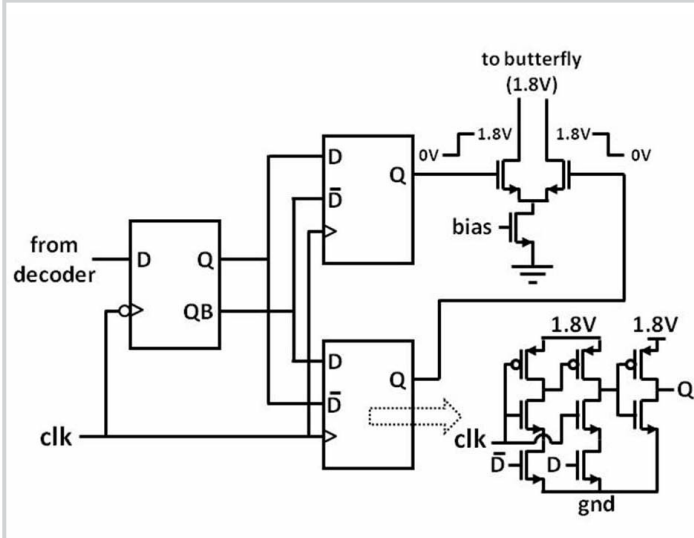 to butterfly
(1.8V)
0V
1.8V
1.8V
0V
D
Q
D̅
bias
from
decoder
D
Q
QB
D
Q
D̅
clk
1.8V
1.8V
Q
clk
D̅
D
gnd